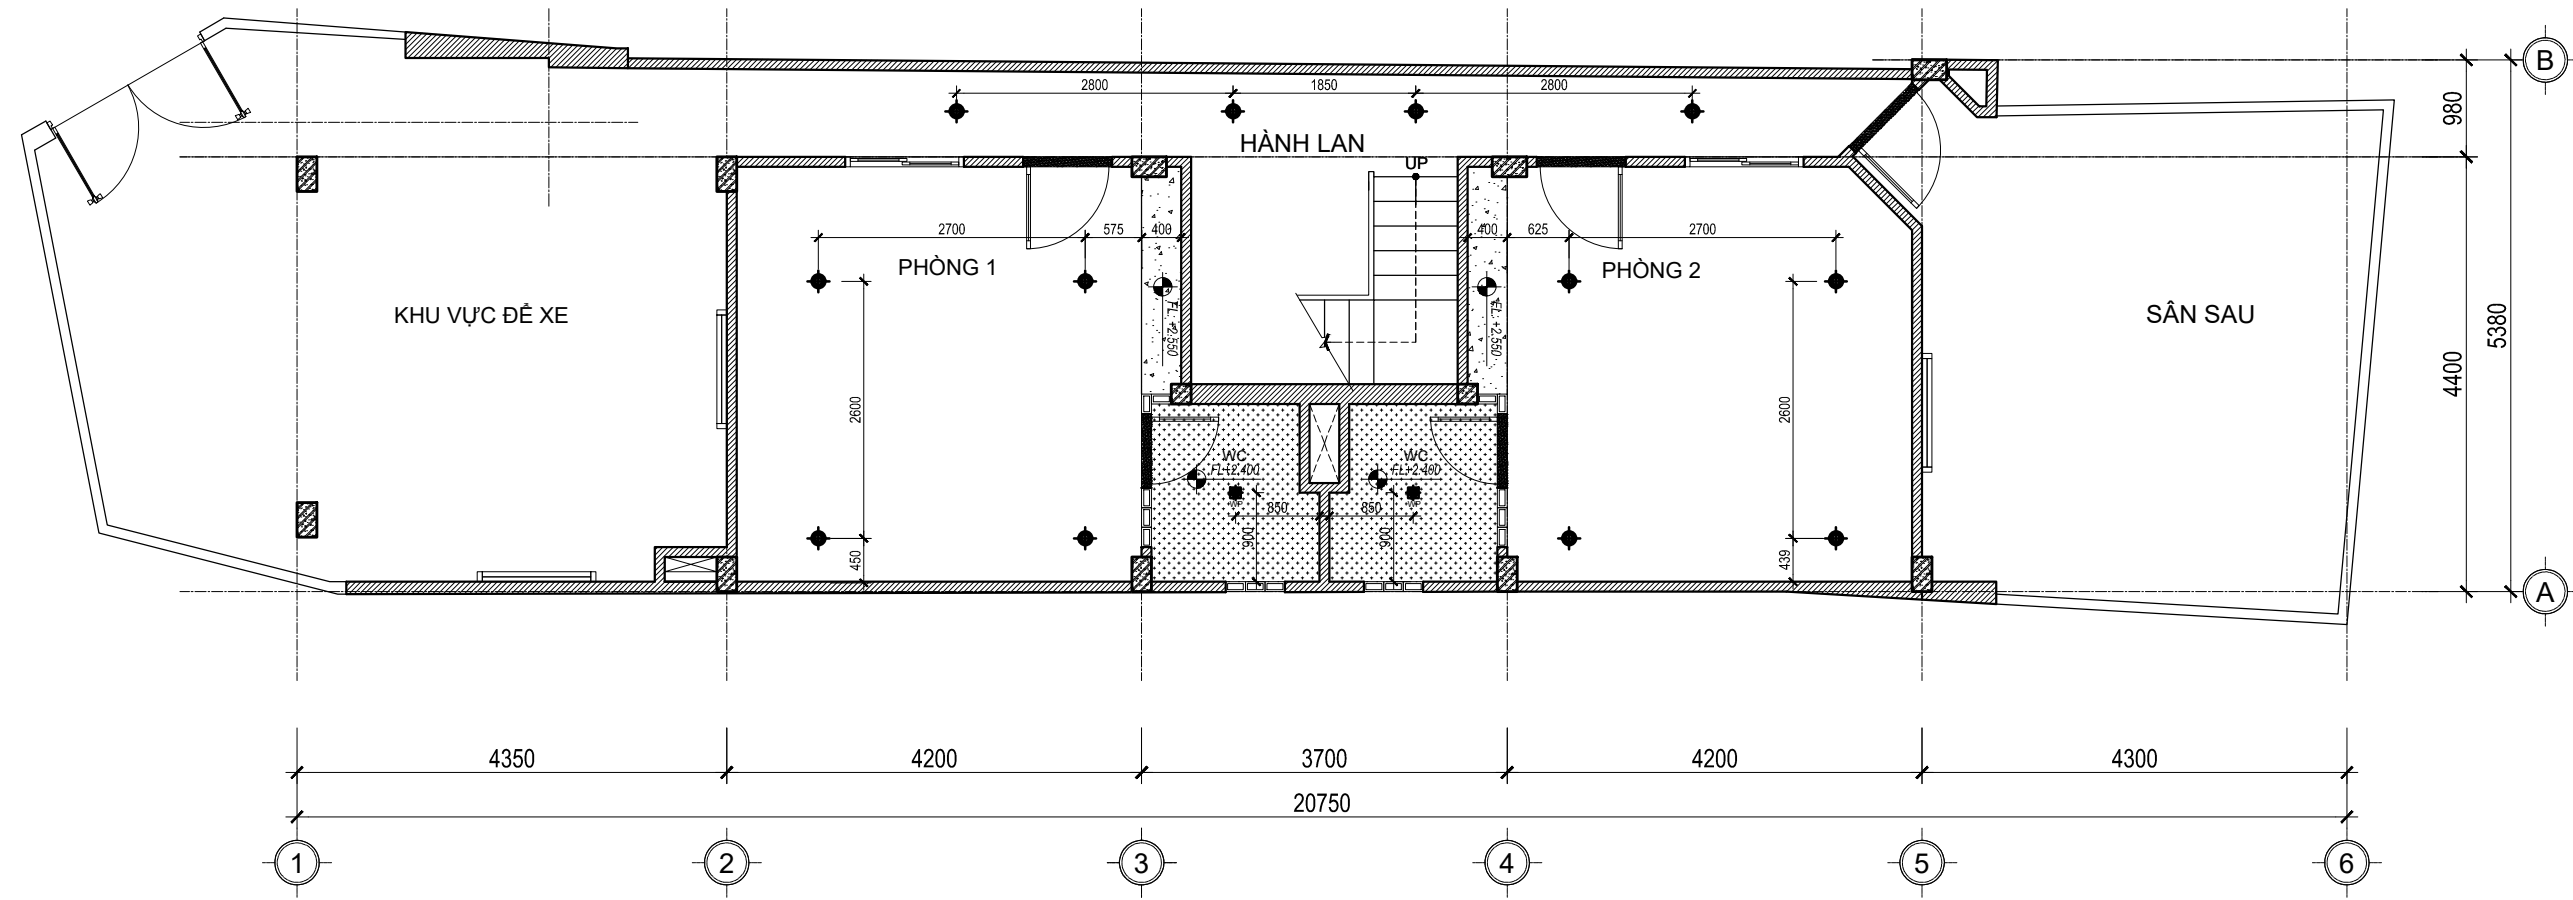 B
2800
1850
2800
980
HÀNH LAN
UP
2700
575
400
400
625
2700
PHÒNG 1
PHÒNG 2
KHU VỰC ĐỂ XE
SÂN SAU
FL +2.550
FL +2.550
5380
4400
2600
2600
WC
FL+2.400
WC
FL+2.400
WP
WP
850
850
900
900
450
439
A
4350
4200
3700
4200
4300
20750
1
2
3
4
5
6